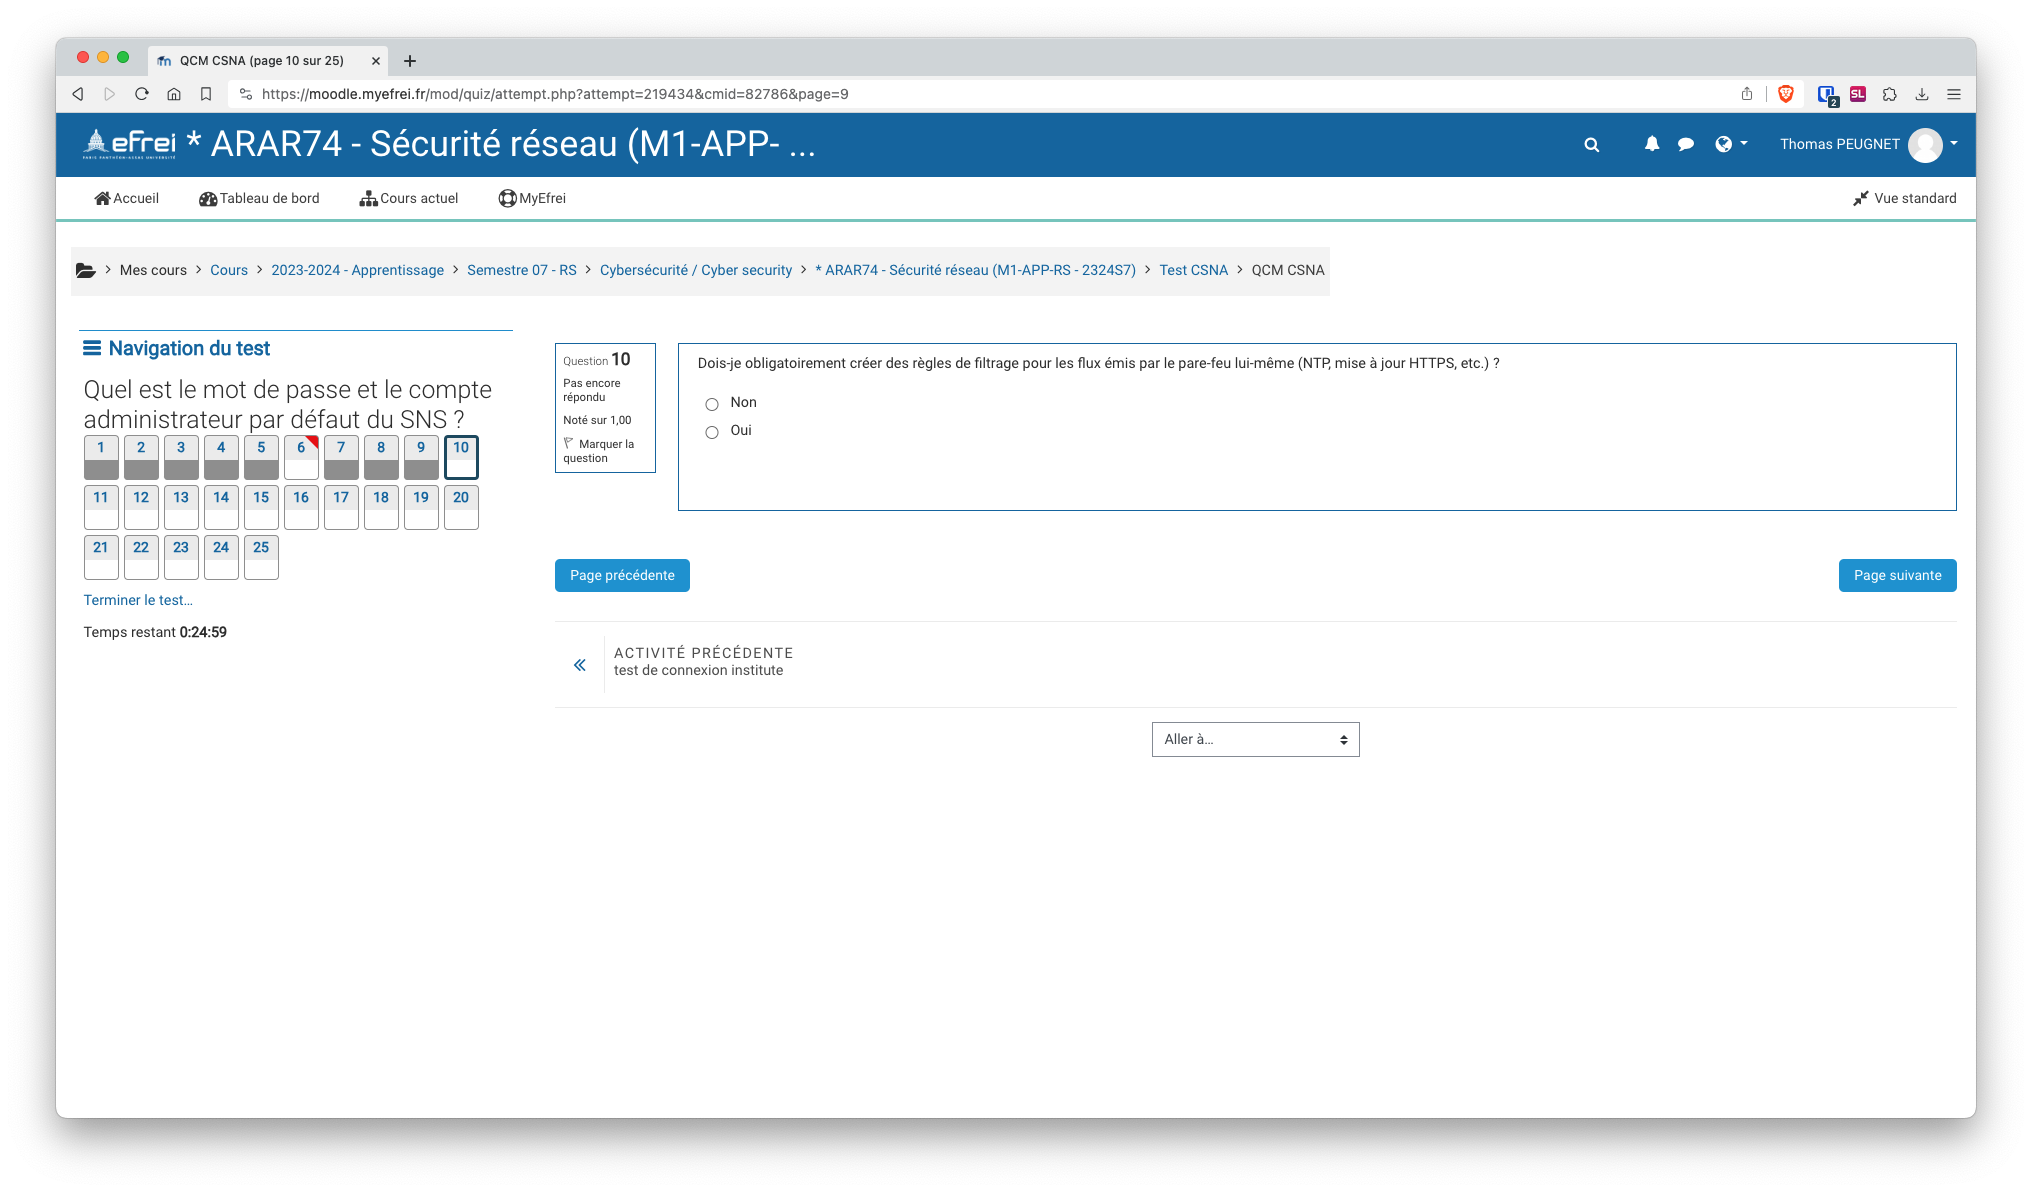 QCM CSNA (page 10 sur 25)
https://moodle.myefrei.fr/mod/quiz/attempt.php?attempt=219434&cmid=82786&page=9
2
SL
efrei
PARIS PANTHÉON-ASSAS UNIVERSITÉ
* ARAR74 - Sécurité réseau (M1-APP- ...
Thomas PEUGNET
Accueil
Tableau de bord
Cours actuel
MyEfrei
Vue standard
Mes cours
Cours
2023-2024 - Apprentissage
Semestre 07 - RS
Cybersécurité / Cyber security
* ARAR74 - Sécurité réseau (M1-APP-RS - 2324S7)
Test CSNA
QCM CSNA
Navigation du test
Quel est le mot de passe et le compte
administrateur par défaut du SNS ?
1 2 3 4 5 6 7 8 9 10
11 12 13 14 15 16 17 18 19 20
21 22 23 24 25
Terminer le test…
Temps restant 0:24:59
Question 10
Pas encore
répondu
Noté sur 1,00
Marquer la
question
Dois-je obligatoirement créer des règles de filtrage pour les flux émis par le pare-feu lui-même (NTP, mise à jour HTTPS, etc.) ?
Non
Oui
Page précédente
Page suivante
ACTIVITÉ PRÉCÉDENTE
test de connexion institute
Aller à…